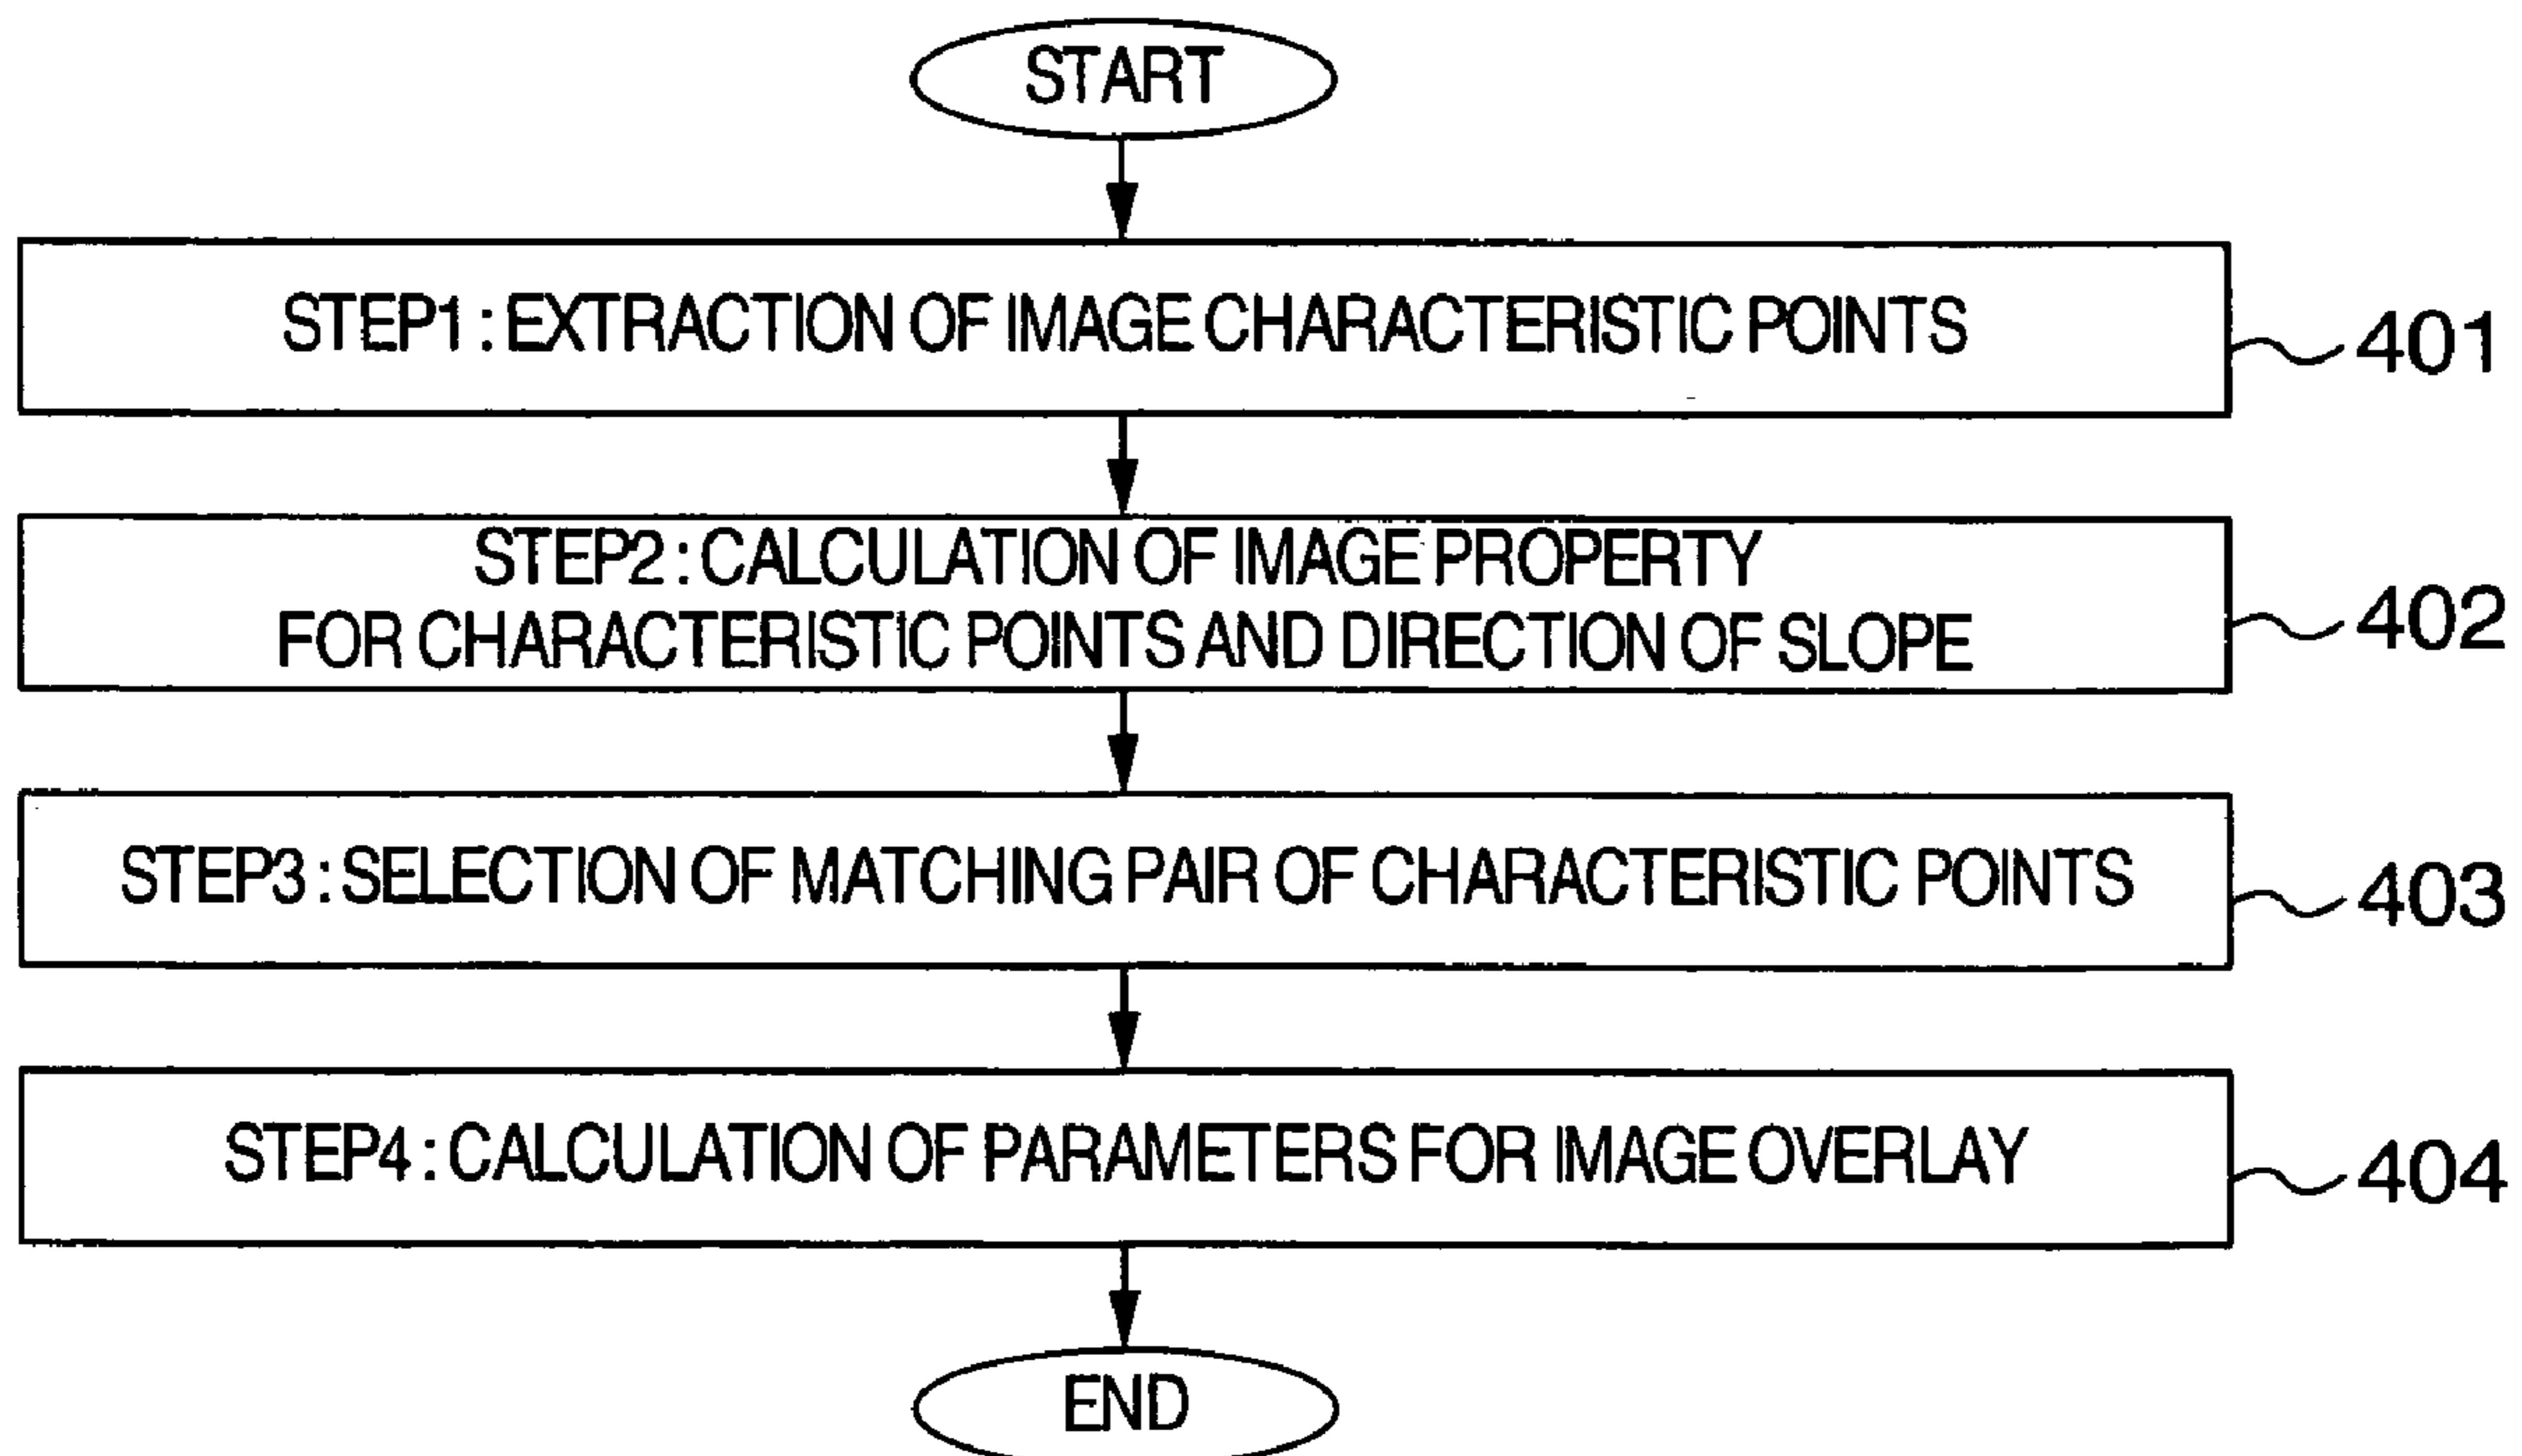 START
STEP1 : EXTRACTION OF IMAGE CHARACTERISTIC POINTS
401
STEP2 : CALCULATION OF IMAGE PROPERTY
FOR CHARACTERISTIC POINTS AND DIRECTION OF SLOPE
402
STEP3 : SELECTION OF MATCHING PAIR OF CHARACTERISTIC POINTS
403
STEP4 : CALCULATION OF PARAMETERS FOR IMAGE OVERLAY
404
END